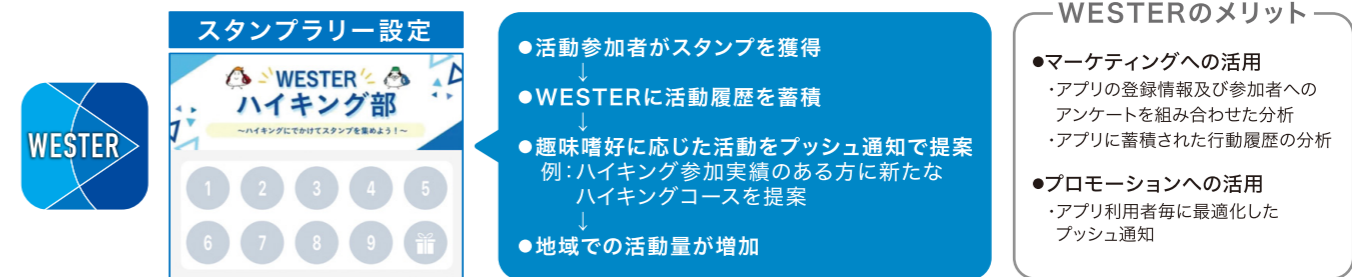 WESTER
スタンプラリー設定
WESTER
ハイキング部
～ハイキングにでかけてスタンプを集めよう！～
1 2 3 4 5
6 7 8 9
●活動参加者がスタンプを獲得
↓
●WESTERに活動履歴を蓄積
↓
●趣味嗜好に応じた活動をプッシュ通知で提案
例：ハイキング参加実績のある方に新たな
ハイキングコースを提案
↓
●地域での活動量が増加
WESTERのメリット
●マーケティングへの活用
・アプリの登録情報及び参加者への
アンケートを組み合わせた分析
・アプリに蓄積された行動履歴の分析
●プロモーションへの活用
・アプリ利用者毎に最適化した
プッシュ通知